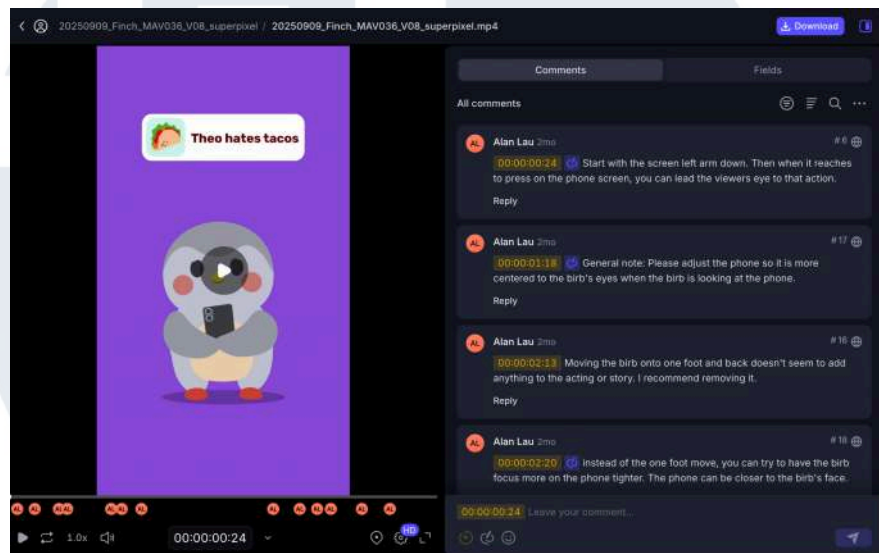 20250909_Finch_MAV036_V08_superpixel / 20250909_Finch_MAV036_V08_superpixel.mp4
Download
Theo hates tacos
1.0x
00:00:00:24
HD
Comments
Fields
All comments
AL
Alan Lau 2mo
#6
00:00:00:24 Start with the screen left arm down. Then when it reaches
to press on the phone screen, you can lead the viewers eye to that action.
Reply
AL
Alan Lau 2mo
#17
00:00:01:18 General note: Please adjust the phone so it is more
centered to the birb's eyes when the birb is looking at the phone.
Reply
AL
Alan Lau 2mo
#16
00:00:02:13 Moving the birb onto one foot and back doesn't seem to add
anything to the acting or story. I recommend removing it.
Reply
AL
Alan Lau 2mo
#18
00:00:02:20 instead of the one foot move, you can try to have the birb
focus more on the phone tighter. The phone can be closer to the birb's face.
00:00:00:24 Leave your comment...